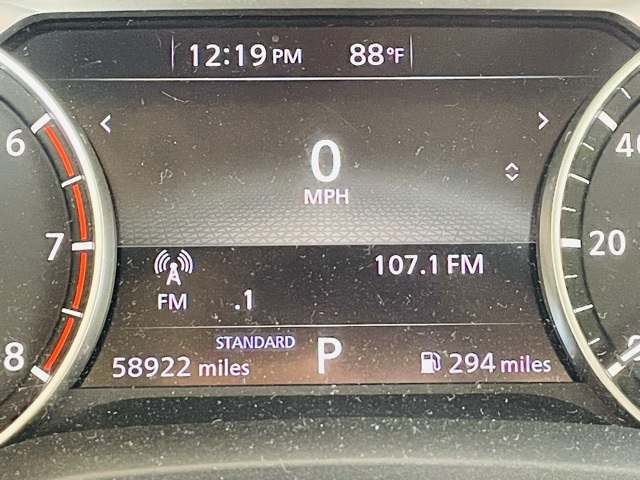 12:19 PM 88°F
< >
0
MPH
6
7
8
40
20
0
107.1 FM
FM .1
STANDARD
58922 miles P 294 miles